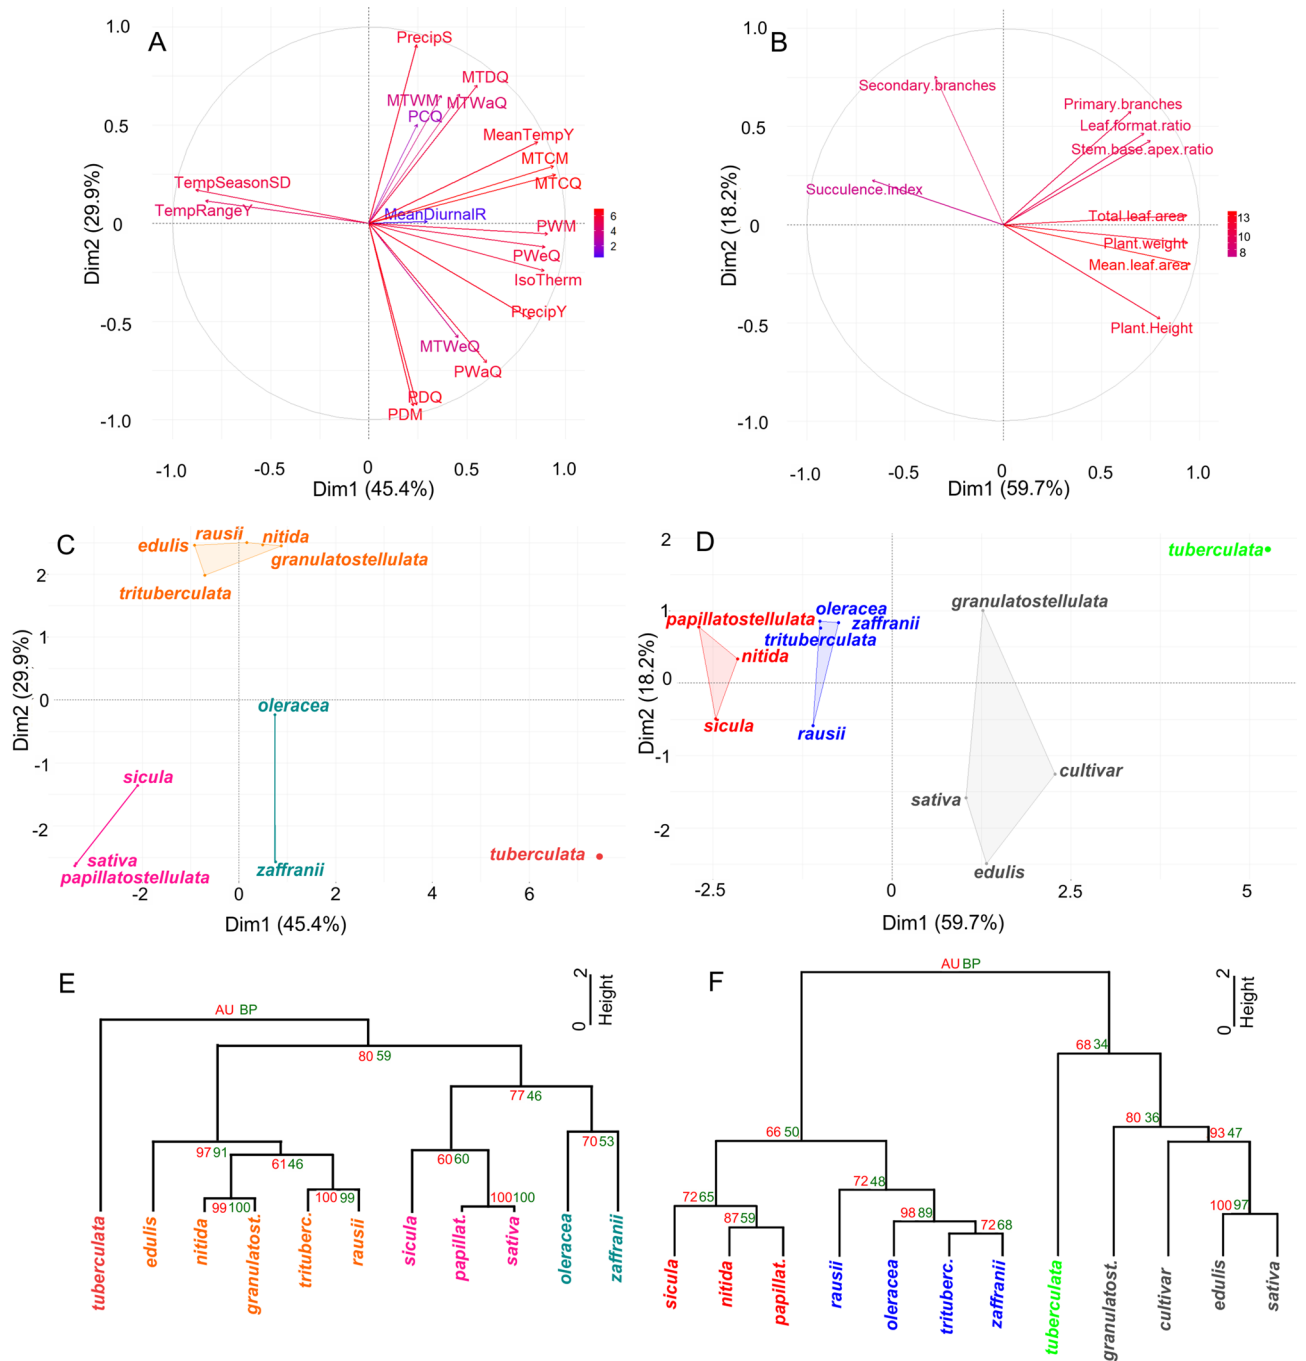 A
1.0
0.5
0
-0.5
-1.0
Dim2 (29.9%)
PrecipS
MTDQ
MTWM
MTWaQ
PCQ
MeanTempY
MTCM
MTCQ
TempSeasonSD
TempRangeY
MeanDiurnalR
PWM
PWeQ
IsoTherm
PrecipY
MTWeQ
PWaQ
PDQ
PDM
6
4
2
-1.0
-0.5
0
0.5
1.0
Dim1 (45.4%)
B
1.0
0.5
0
-0.5
-1.0
Dim2 (18.2%)
Secondary.branches
Primary.branches
Leaf.format.ratio
Stem.base.apex.ratio
Succulence.index
Total.leaf.area
Plant.weight
Mean.leaf.area
Plant.Height
13
10
8
-1.0
-0.5
0
0.5
1.0
Dim1 (59.7%)
C
2
0
-1
-2
Dim2 (29.9%)
rausii
nitida
edulis
granulatostellulata
trituberculata
oleracea
sicula
sativa
papillatostellulata
zaffranii
tuberculata
-2
0
2
4
6
Dim1 (45.4%)
D
2
1
0
-1
-2
Dim2 (18.2%)
tuberculata
granulatostellulata
oleracea
papillatostellulata
zaffranii
trituberculata
nitida
sicula
rausii
cultivar
sativa
edulis
-2.5
0
2.5
5
Dim1 (59.7%)
E
2
0
Height
AU BP
80 59
77 46
97 91
61 46
70 53
60 60
99 100
100 99
100 100
tuberculata
edulis
nitida
granulatost.
trituberc.
rausii
sicula
papillat.
sativa
oleracea
zaffranii
F
2
0
Height
AU BP
68 34
80 36
93 47
66 50
72 48
72 65
87 59
98 89
72 68
100 97
sicula
nitida
papillat.
rausii
oleracea
trituberc.
zaffranii
tuberculata
granulatost.
cultivar
edulis
sativa